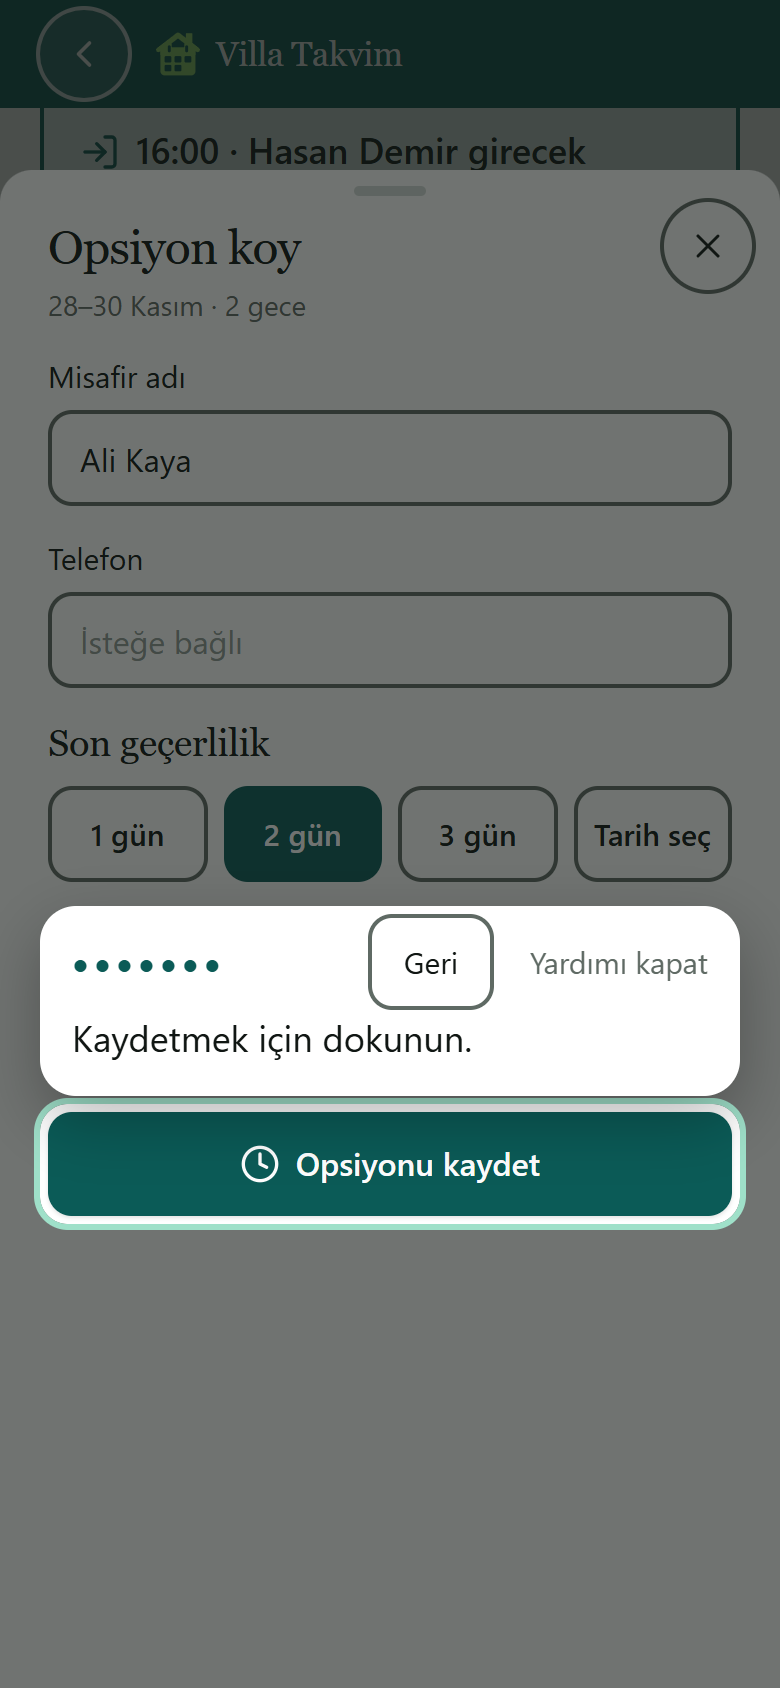 Villa Takvim
16:00 · Hasan Demir girecek
Opsiyon koy
28–30 Kasım · 2 gece
Misafir adı
Ali Kaya
Telefon
İsteğe bağlı
Son geçerlilik
1 gün 2 gün 3 gün Tarih seç
Geri Yardımı kapat
Kaydetmek için dokunun.
Opsiyonu kaydet